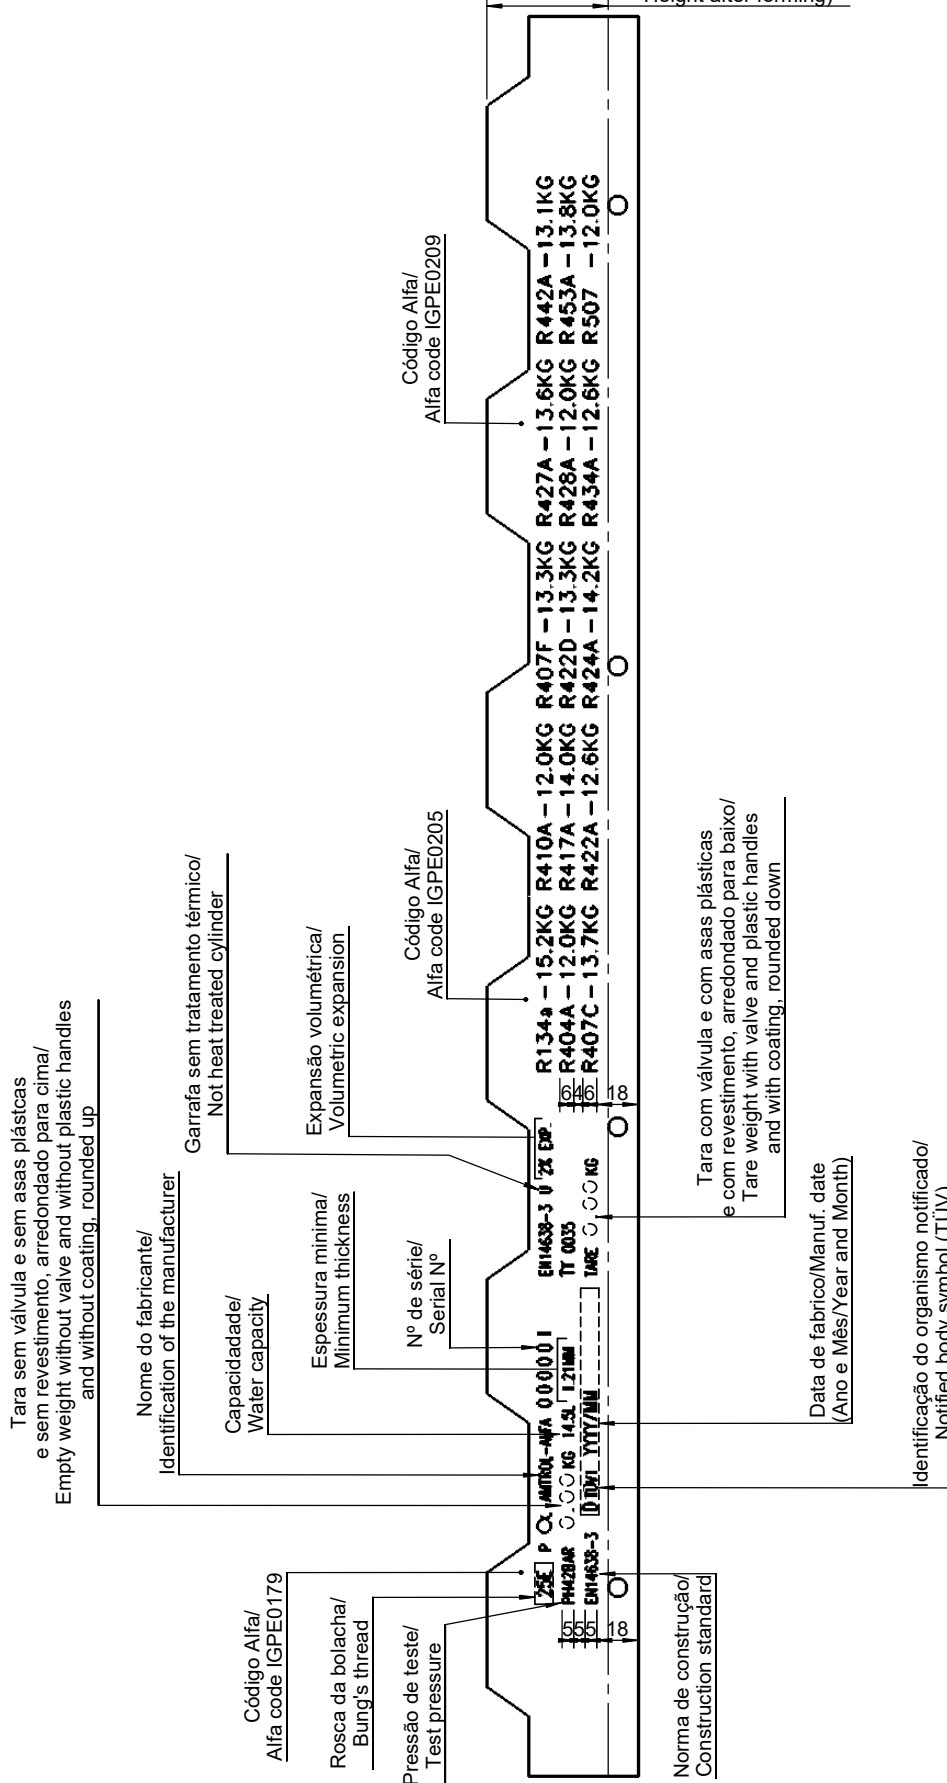 Height after forming)
Tara sem válvula e sem asas plástcas
e sem revestimento, arredondado para cima/
Empty weight without valve and without plastic handles
and without coating, rounded up
Nome do fabricante/
Identification of the manufacturer
Garrafa sem tratamento térmico/
Not heat treated cylinder
Capacidadade/
Water capacity
Expansão volumétrica/
Volumetric expansion
Espessura minima/
Minimum thickness
Nº de série/
Serial Nº
Código Alfa/
Alfa code IGPE0179
Rosca da bolacha/
Bung's thread
Pressão de teste/
Test pressure
Código Alfa/
Alfa code IGPE0205
Código Alfa/
Alfa code IGPE0209
25E P α AMTROL-ALFA 000001
PH42BAR 0.00 KG 14.5L 1.21MM
EN14638-3 D TÜV1 YYYY/MM
EN14638-3 U 2% EXP.
TT 0035
TARE 0.00 KG
R134a - 15.2KG R410A - 12.0KG R407F - 13.3KG R427A - 13.6KG R442A - 13.1KG
R404A - 12.0KG R417A - 14.0KG R422D - 13.3KG R428A - 12.0KG R453A - 13.8KG
R407C - 13.7KG R422A - 12.6KG R424A - 14.2KG R434A - 12.6KG R507 - 12.0KG
5 5 5 18
6 4 6 18
Norma de construção/
Construction standard
Tara com válvula e com asas plásticas
e com revestimento, arredondado para baixo/
Tare weight with valve and plastic handles
and with coating, rounded down
Data de fabrico/Manuf. date
(Ano e Mês/Year and Month)
Identificação do organismo notificado/
Notified body, symbol (TÜV)